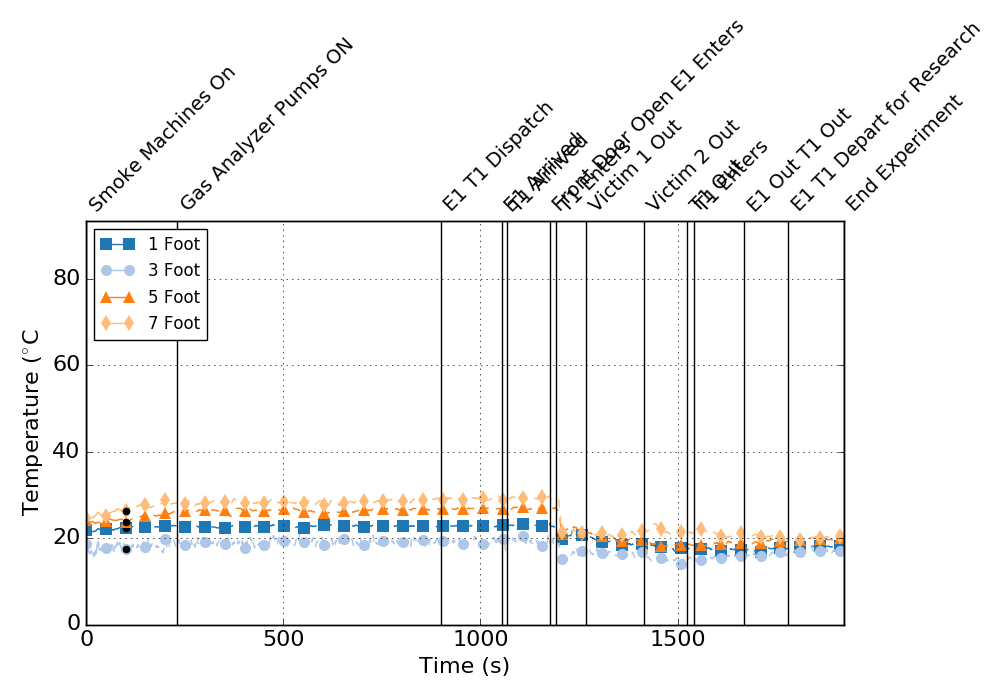 Smoke Machines On
Gas Analyzer Pumps ON
E1 T1 Dispatch
E1 Arrived
T1 Arrived
Front Door Open E1 Enters
T1 Enters
Victim 1 Out
Victim 2 Out
T1 Out
T1 Enters
E1 Out T1 Out
E1 T1 Depart for Research
End Experiment
1 Foot
3 Foot
5 Foot
7 Foot
80
60
40
20
0
Temperature (°C
0
500
1000
1500
Time (s)